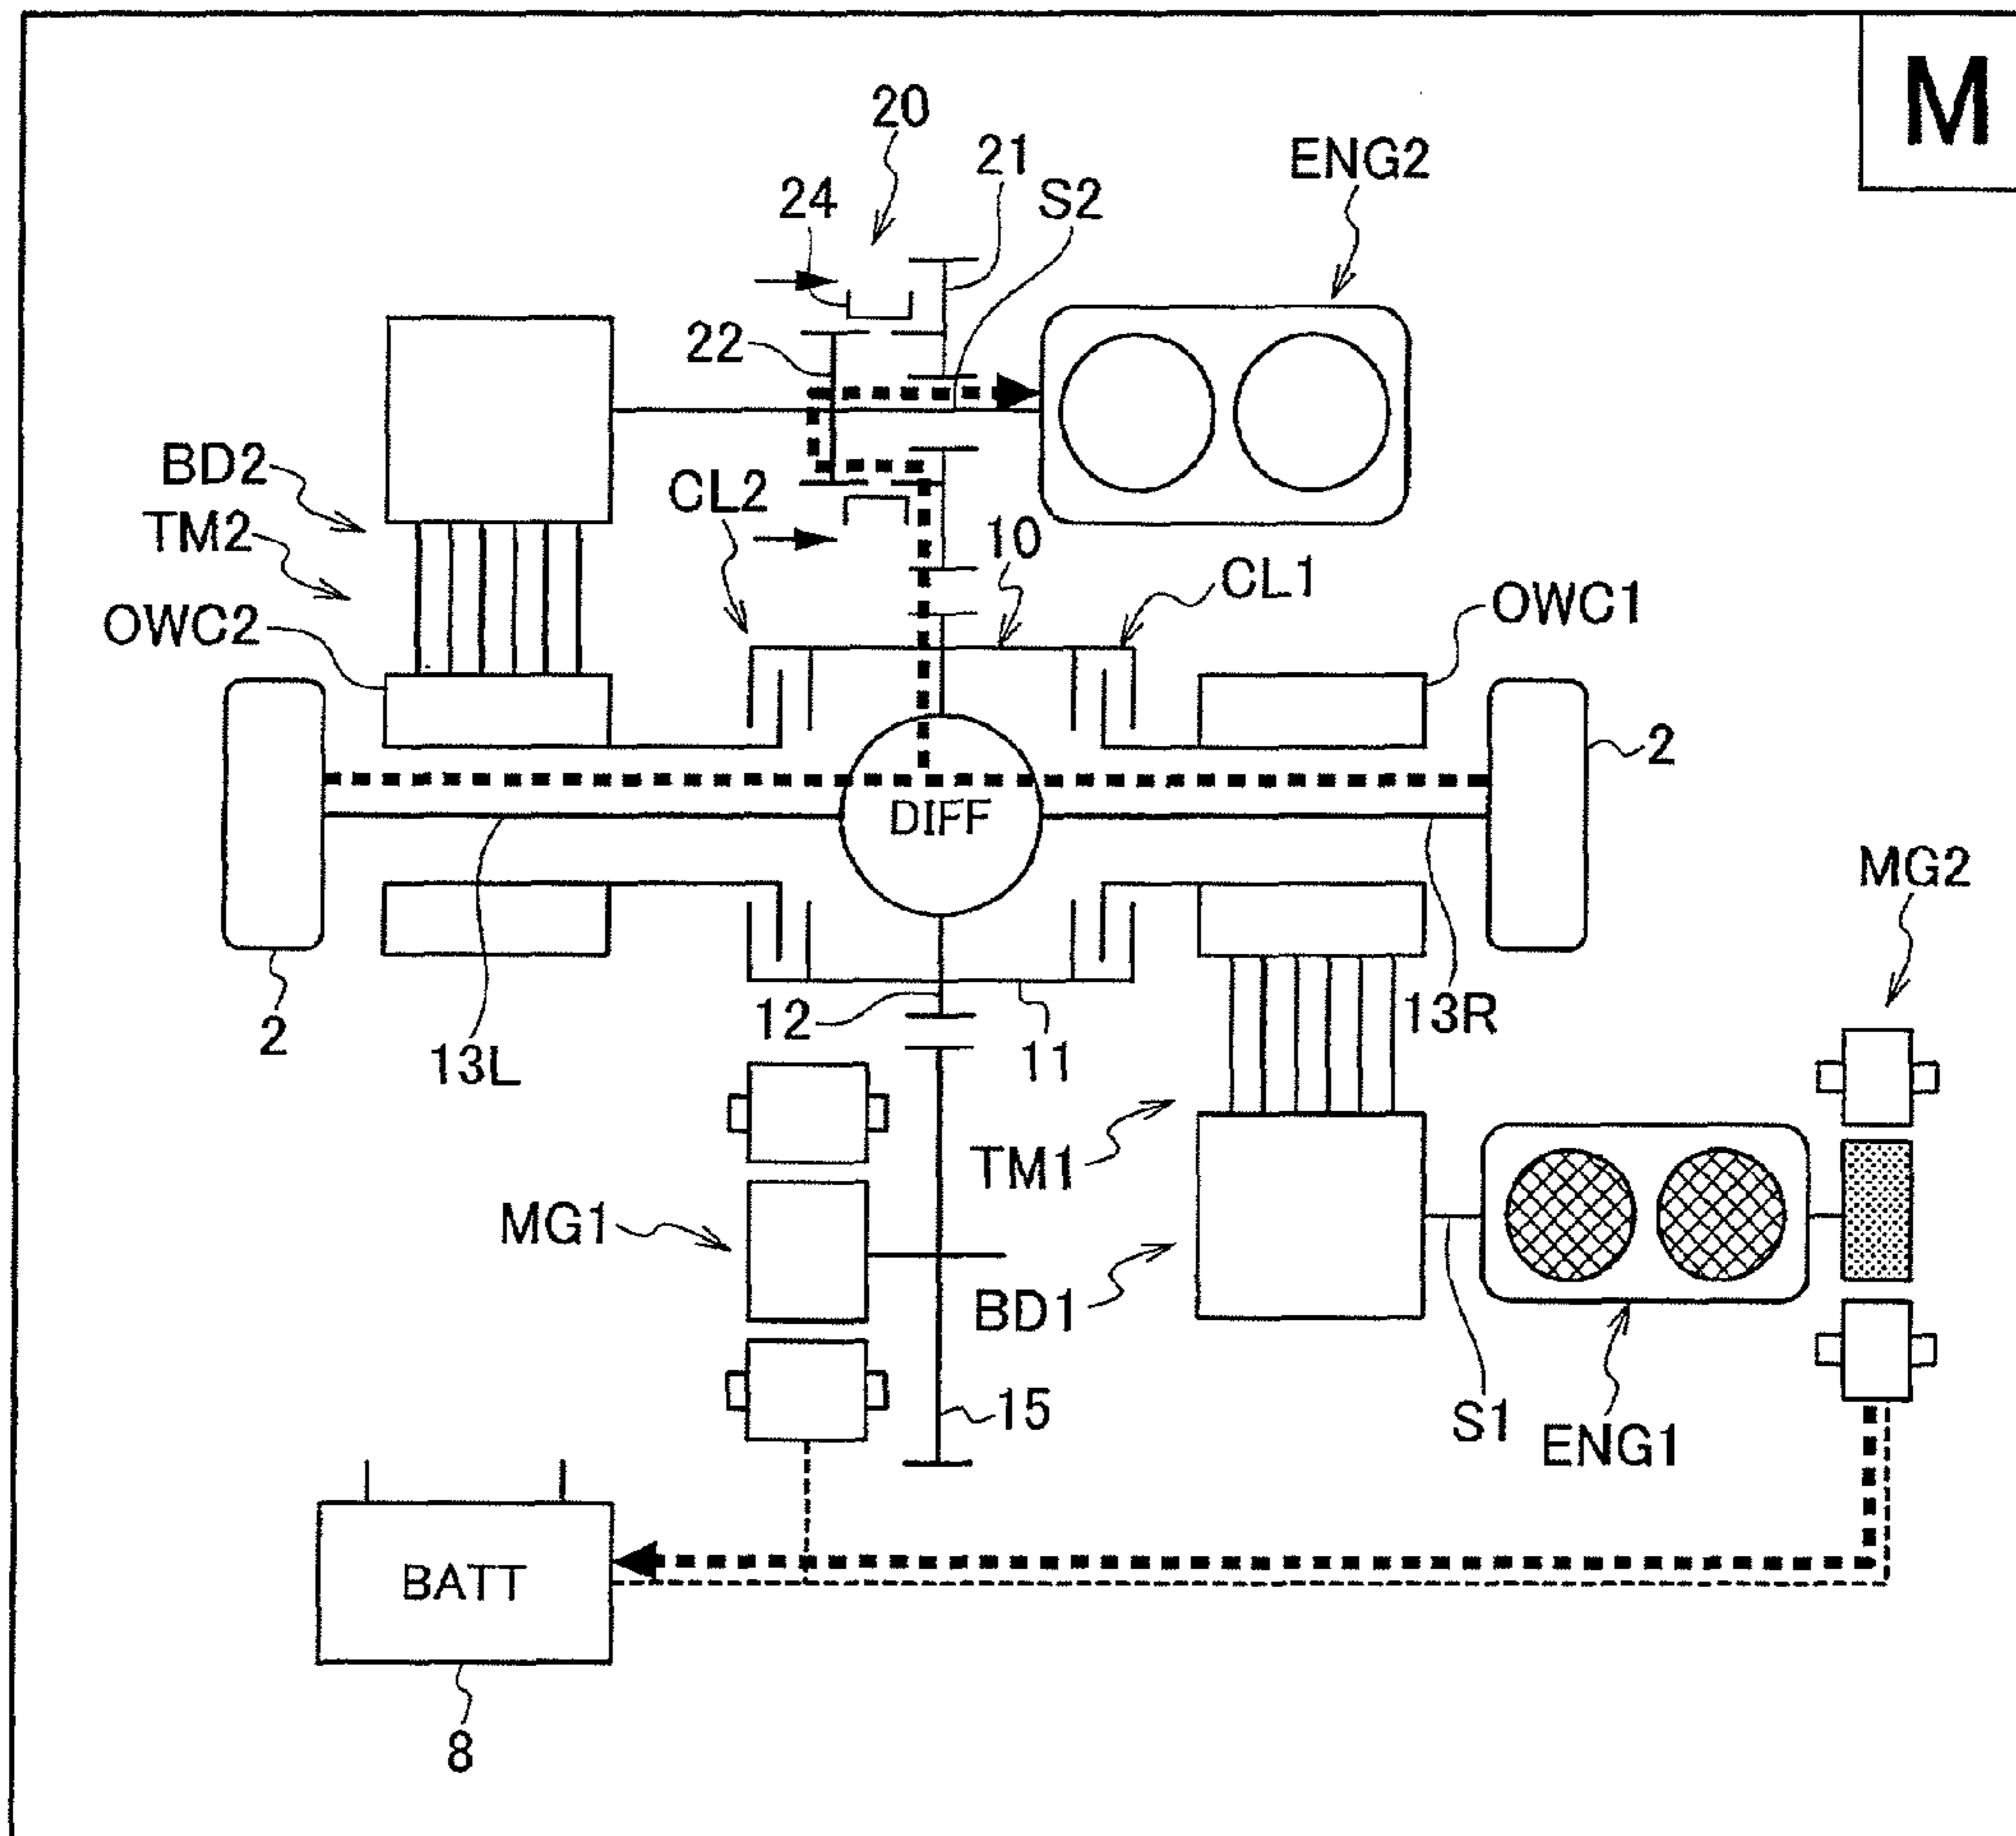 M
20
21
ENG2
24
S2
22
BD2
CL2
TM2
10
CL1
OWC2
OWC1
2
DIFF
MG2
2
12
11
13R
13L
TM1
MG1
BD1
15
S1
ENG1
BATT
8